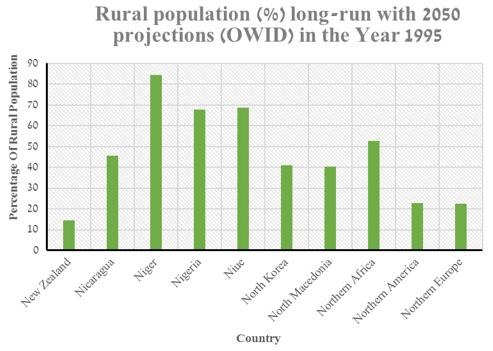 Rural population (%) long-run with 2050
projections (OWID) in the Year 1995
Percentage Of Rural Population
90
80
70
60
50
40
30
20
10
0
New Zealand
Nicaragua
Niger
Nigeria
Niue
North Korea
North Macedonia
Northern Africa
Northern America
Northern Europe
Country